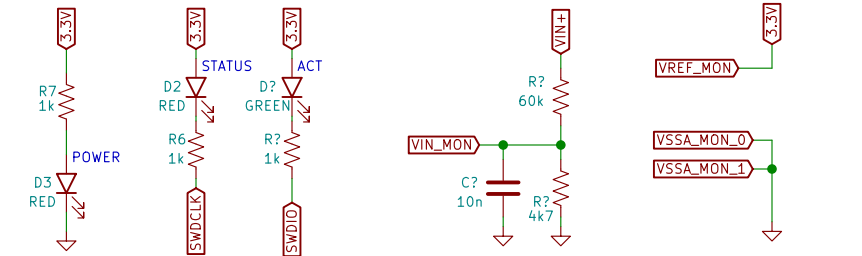 3.3V
R7
1k
POWER
D3
RED
3.3V
STATUS
D2
RED
R6
1k
SWDCLK
3.3V
ACT
D?
GREEN
R?
1k
SWDIO
VIN+
R?
60k
VIN_MON
C?
10n
R?
4k7
3.3V
VREF_MON
VSSA_MON_0
VSSA_MON_1